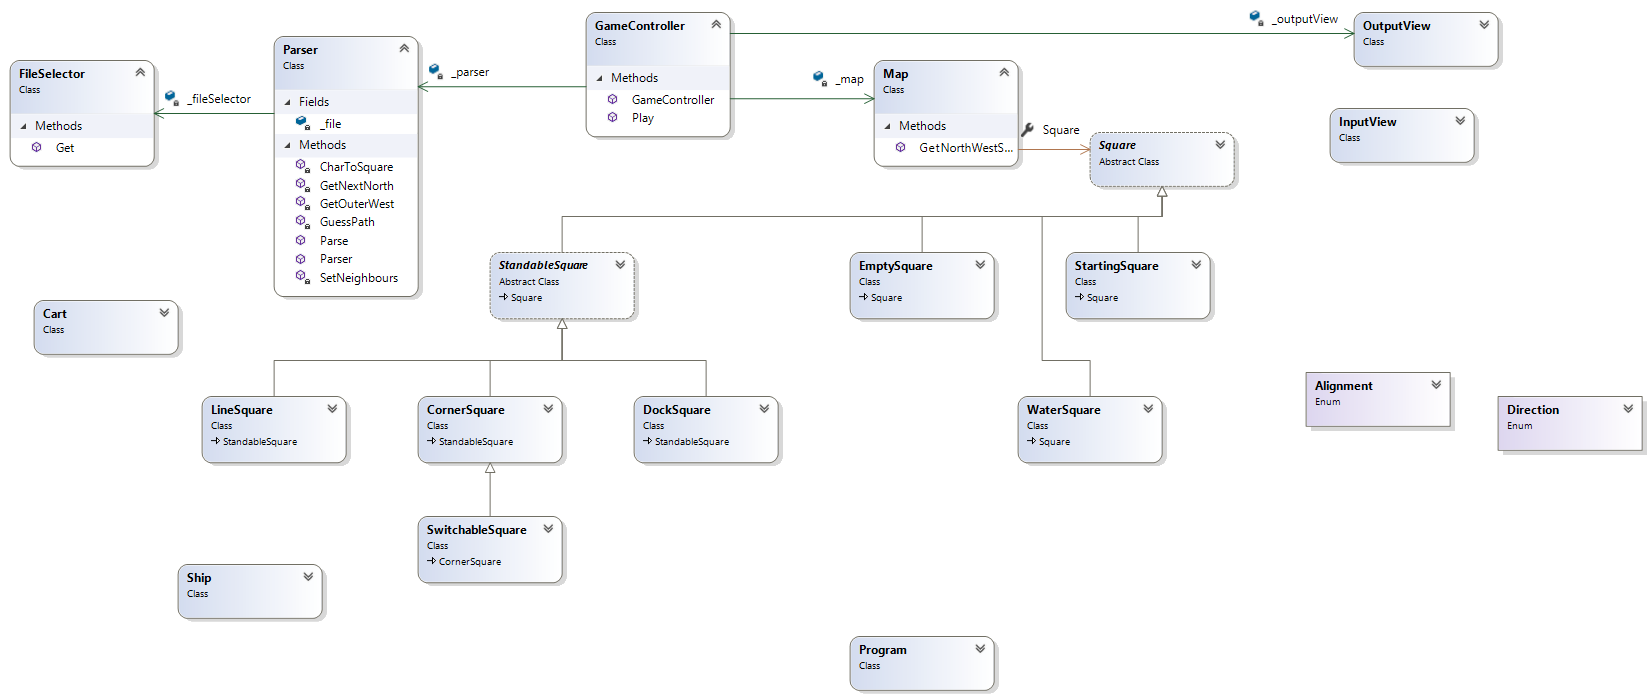 FileSelector
Class
Methods
Get
_fileSelector
Parser
Class
Fields
_file
Methods
CharToSquare
GetNextNorth
GetOuterWest
GuessPath
Parse
Parser
SetNeighbours
_parser
GameController
Class
Methods
GameController
Play
_outputView
OutputView
Class
_map
Map
Class
Methods
GetNorthWestS...
Square
Square
Abstract Class
InputView
Class
StandableSquare
Abstract Class
Square
EmptySquare
Class
Square
StartingSquare
Class
Square
Cart
Class
LineSquare
Class
StandableSquare
CornerSquare
Class
StandableSquare
DockSquare
Class
StandableSquare
WaterSquare
Class
Square
Alignment
Enum
Direction
Enum
SwitchableSquare
Class
CornerSquare
Ship
Class
Program
Class